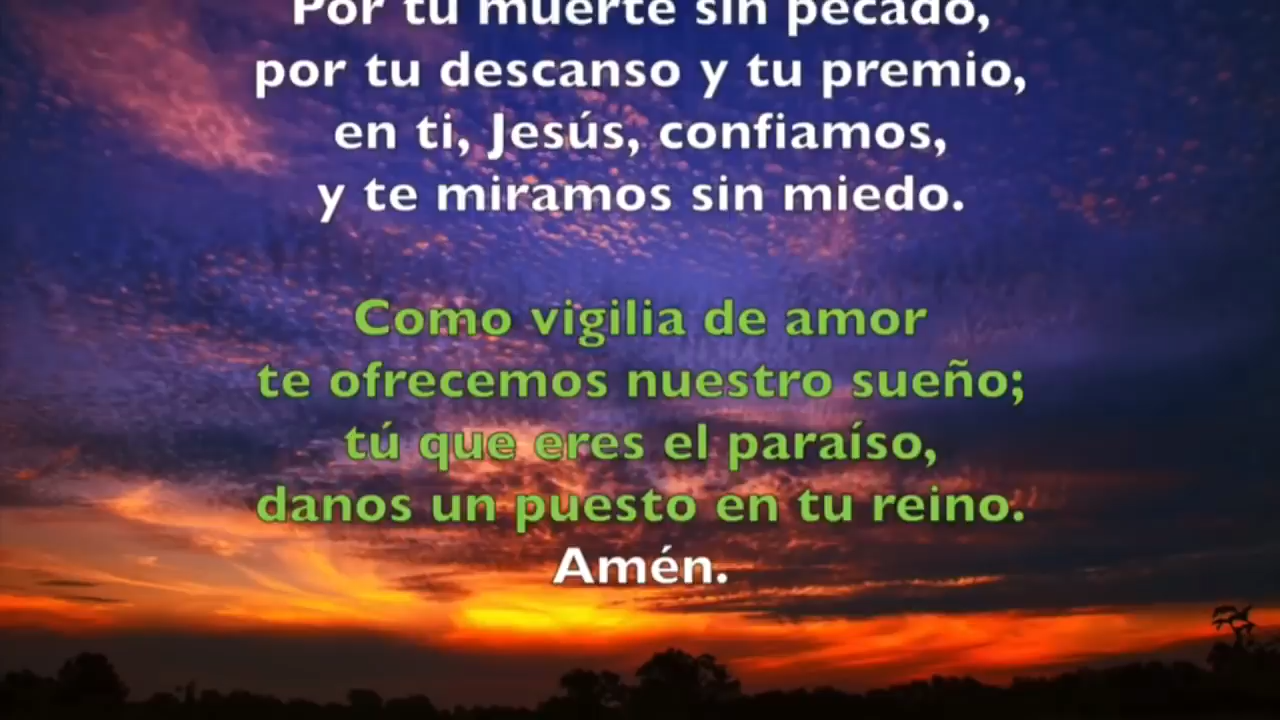 Por tu muerte sin pecado,
por tu descanso y tu premio,
en ti, Jesús, confiamos,
y te miramos sin miedo.
Como vigilia de amor
te ofrecemos nuestro sueño;
tú que eres el paraíso,
danos un puesto en tu reino.
Amén.